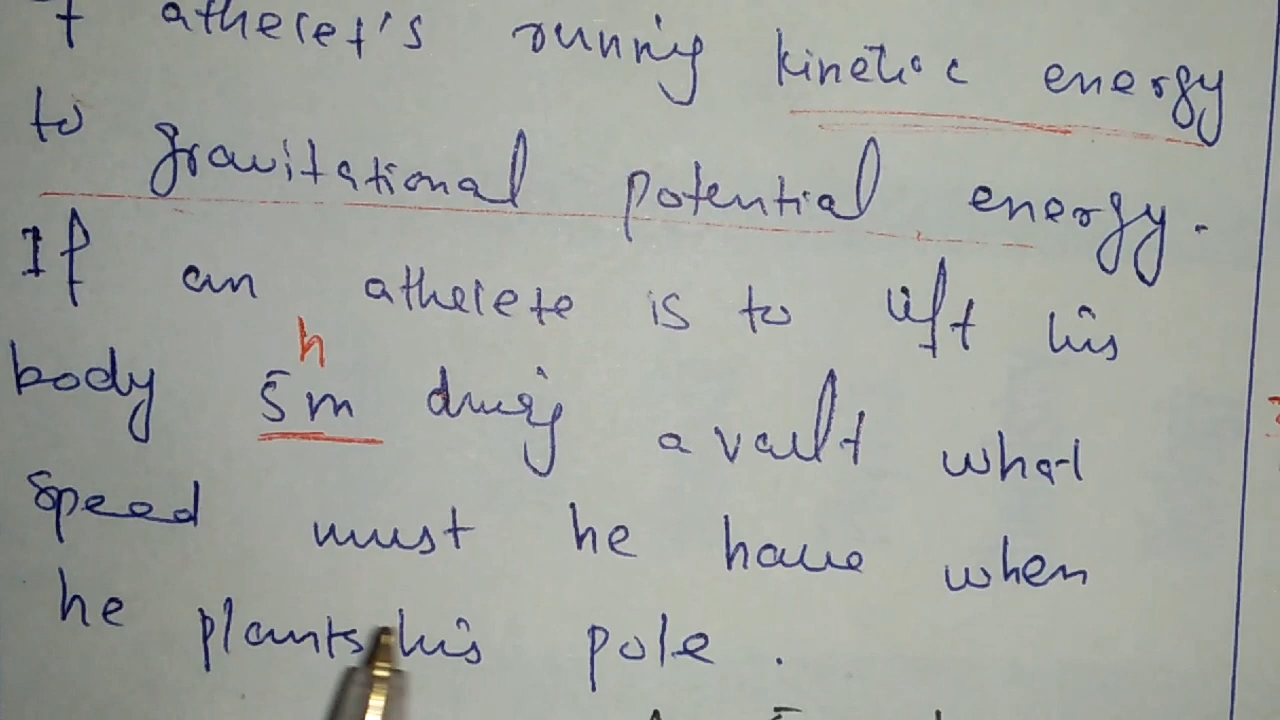 f athelet's running kinetic energy
to gravitational potential energy.
If an athelete is to lift his
h
body 5m during a vault what
speed must he have when
he plants his pole.